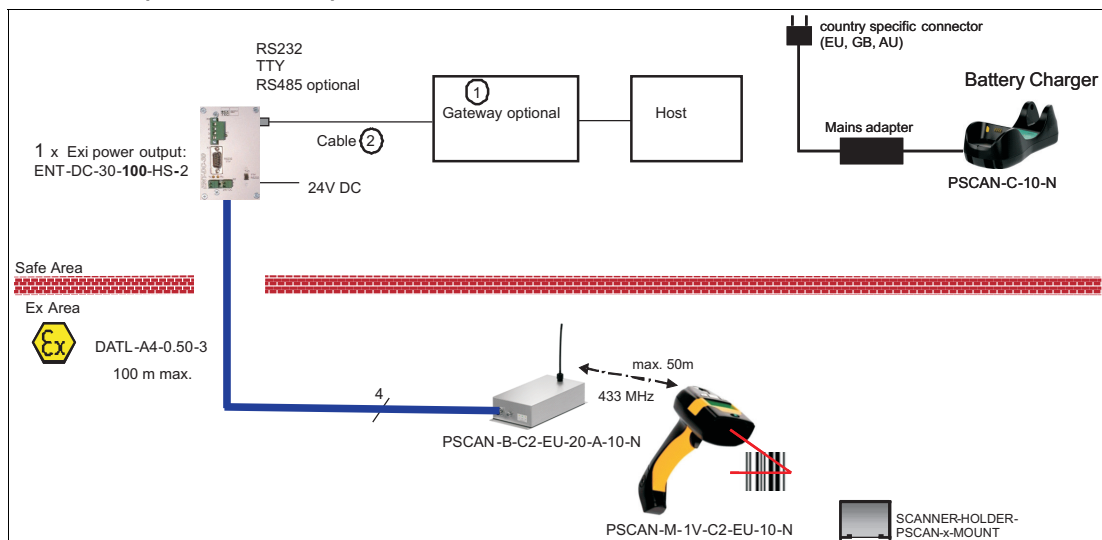 RS232
TTY
RS485 optional
country specific connector
(EU, GB, AU)
Battery Charger
1
Gateway optional
Host
Cable 2
Mains adapter
PSCAN-C-10-N
1 x Exi power output:
ENT-DC-30-100-HS-2
24V DC
Safe Area
Ex Area
Ex
DATL-A4-0.50-3
100 m max.
4
max. 50m
433 MHz
PSCAN-B-C2-EU-20-A-10-N
PSCAN-M-1V-C2-EU-10-N
SCANNER-HOLDER-
PSCAN-x-MOUNT